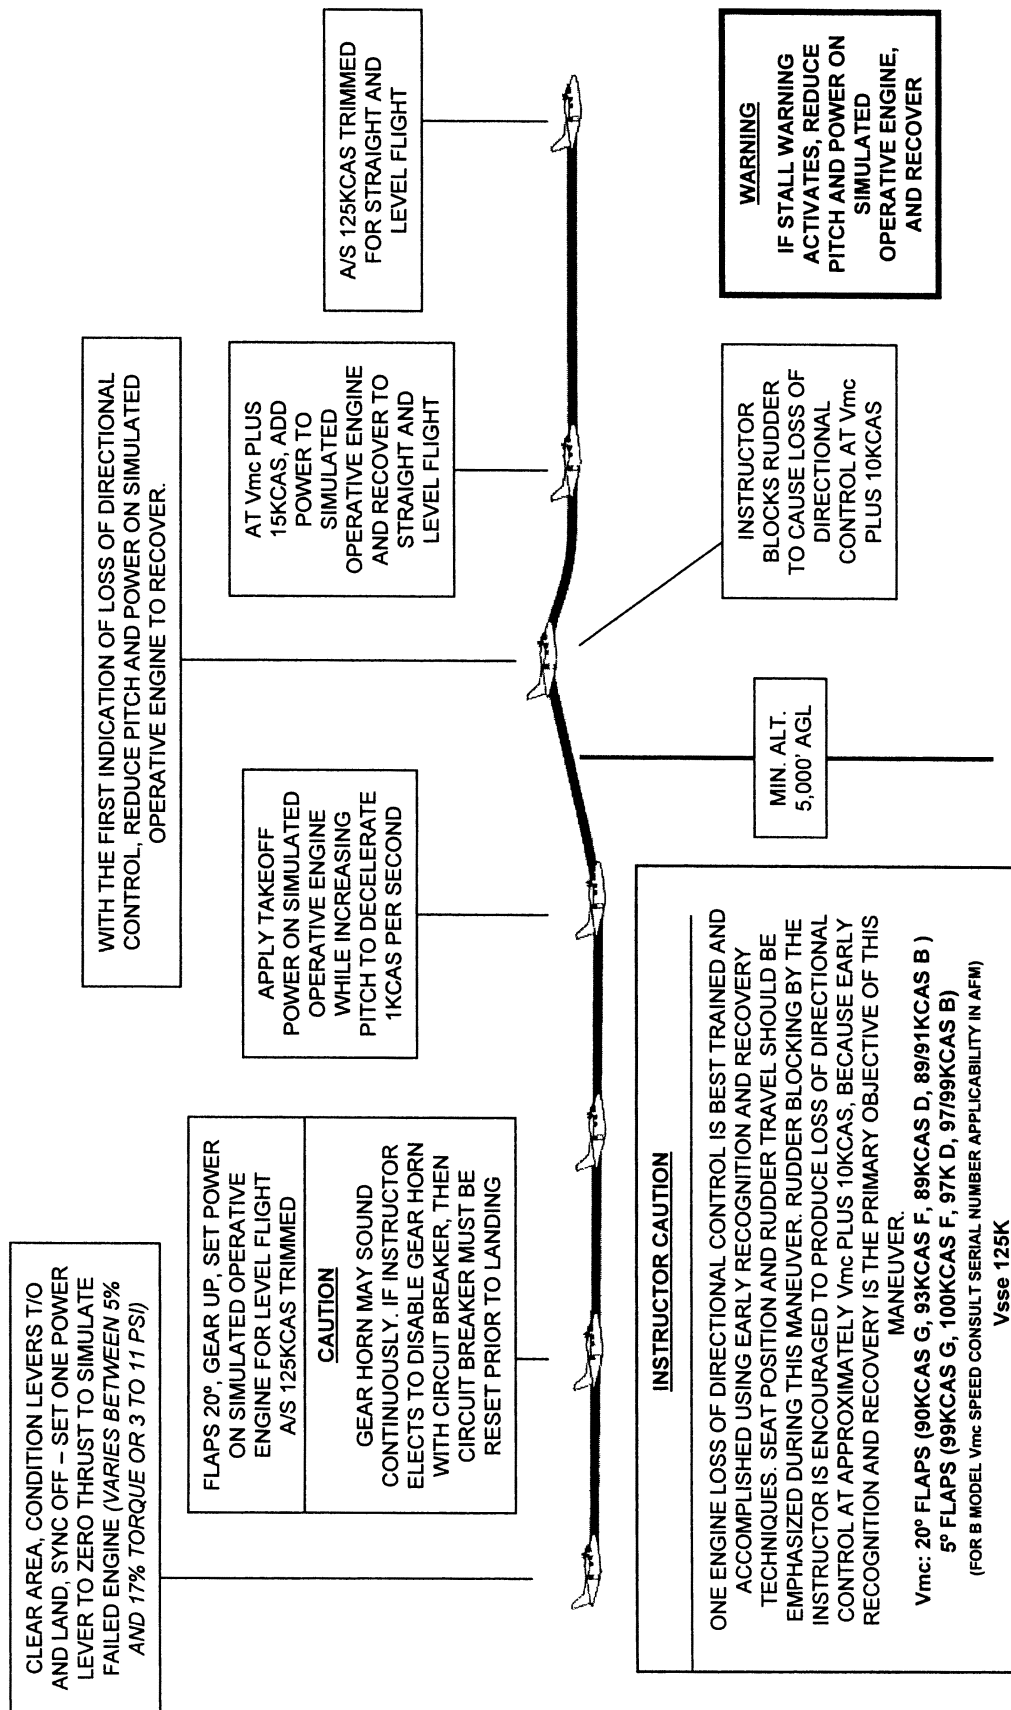 CLEAR AREA, CONDITION LEVERS T/O
AND LAND, SYNC OFF – SET ONE POWER
LEVER TO ZERO THRUST TO SIMULATE
FAILED ENGINE (VARIES BETWEEN 5%
AND 17% TORQUE OR 3 TO 11 PSI)
FLAPS 20º, GEAR UP, SET POWER
ON SIMULATED OPERATIVE
ENGINE FOR LEVEL FLIGHT
A/S 125KCAS TRIMMED
CAUTION
GEAR HORN MAY SOUND
CONTINUOUSLY. IF INSTRUCTOR
ELECTS TO DISABLE GEAR HORN
WITH CIRCUIT BREAKER, THEN
CIRCUIT BREAKER MUST BE
RESET PRIOR TO LANDING
APPLY TAKEOFF
POWER ON SIMULATED
OPERATIVE ENGINE
WHILE INCREASING
PITCH TO DECELERATE
1KCAS PER SECOND
WITH THE FIRST INDICATION OF LOSS OF DIRECTIONAL
CONTROL, REDUCE PITCH AND POWER ON SIMULATED
OPERATIVE ENGINE TO RECOVER.
AT Vmc PLUS
15KCAS, ADD
POWER TO
SIMULATED
OPERATIVE ENGINE
AND RECOVER TO
STRAIGHT AND
LEVEL FLIGHT
A/S 125KCAS TRIMMED
FOR STRAIGHT AND
LEVEL FLIGHT
INSTRUCTOR CAUTION
ONE ENGINE LOSS OF DIRECTIONAL CONTROL IS BEST TRAINED AND
ACCOMPLISHED USING EARLY RECOGNITION AND RECOVERY
TECHNIQUES. SEAT POSITION AND RUDDER TRAVEL SHOULD BE
EMPHASIZED DURING THIS MANEUVER. RUDDER BLOCKING BY THE
INSTRUCTOR IS ENCOURAGED TO PRODUCE LOSS OF DIRECTIONAL
CONTROL AT APPROXIMATELY Vmc PLUS 10KCAS, BECAUSE EARLY
RECOGNITION AND RECOVERY IS THE PRIMARY OBJECTIVE OF THIS
MANEUVER.
Vmc: 20º FLAPS (90KCAS G, 93KCAS F, 89KCAS D, 89/91KCAS B )
5º FLAPS (99KCAS G, 100KCAS F, 97K D, 97/99KCAS B)
(FOR B MODEL Vmc SPEED CONSULT SERIAL NUMBER APPLICABILITY IN AFM)
Vsse 125K
MIN. ALT.
5,000' AGL
INSTRUCTOR
BLOCKS RUDDER
TO CAUSE LOSS OF
DIRECTIONAL
CONTROL AT Vmc
PLUS 10KCAS
WARNING
IF STALL WARNING
ACTIVATES, REDUCE
PITCH AND POWER ON
SIMULATED
OPERATIVE ENGINE,
AND RECOVER